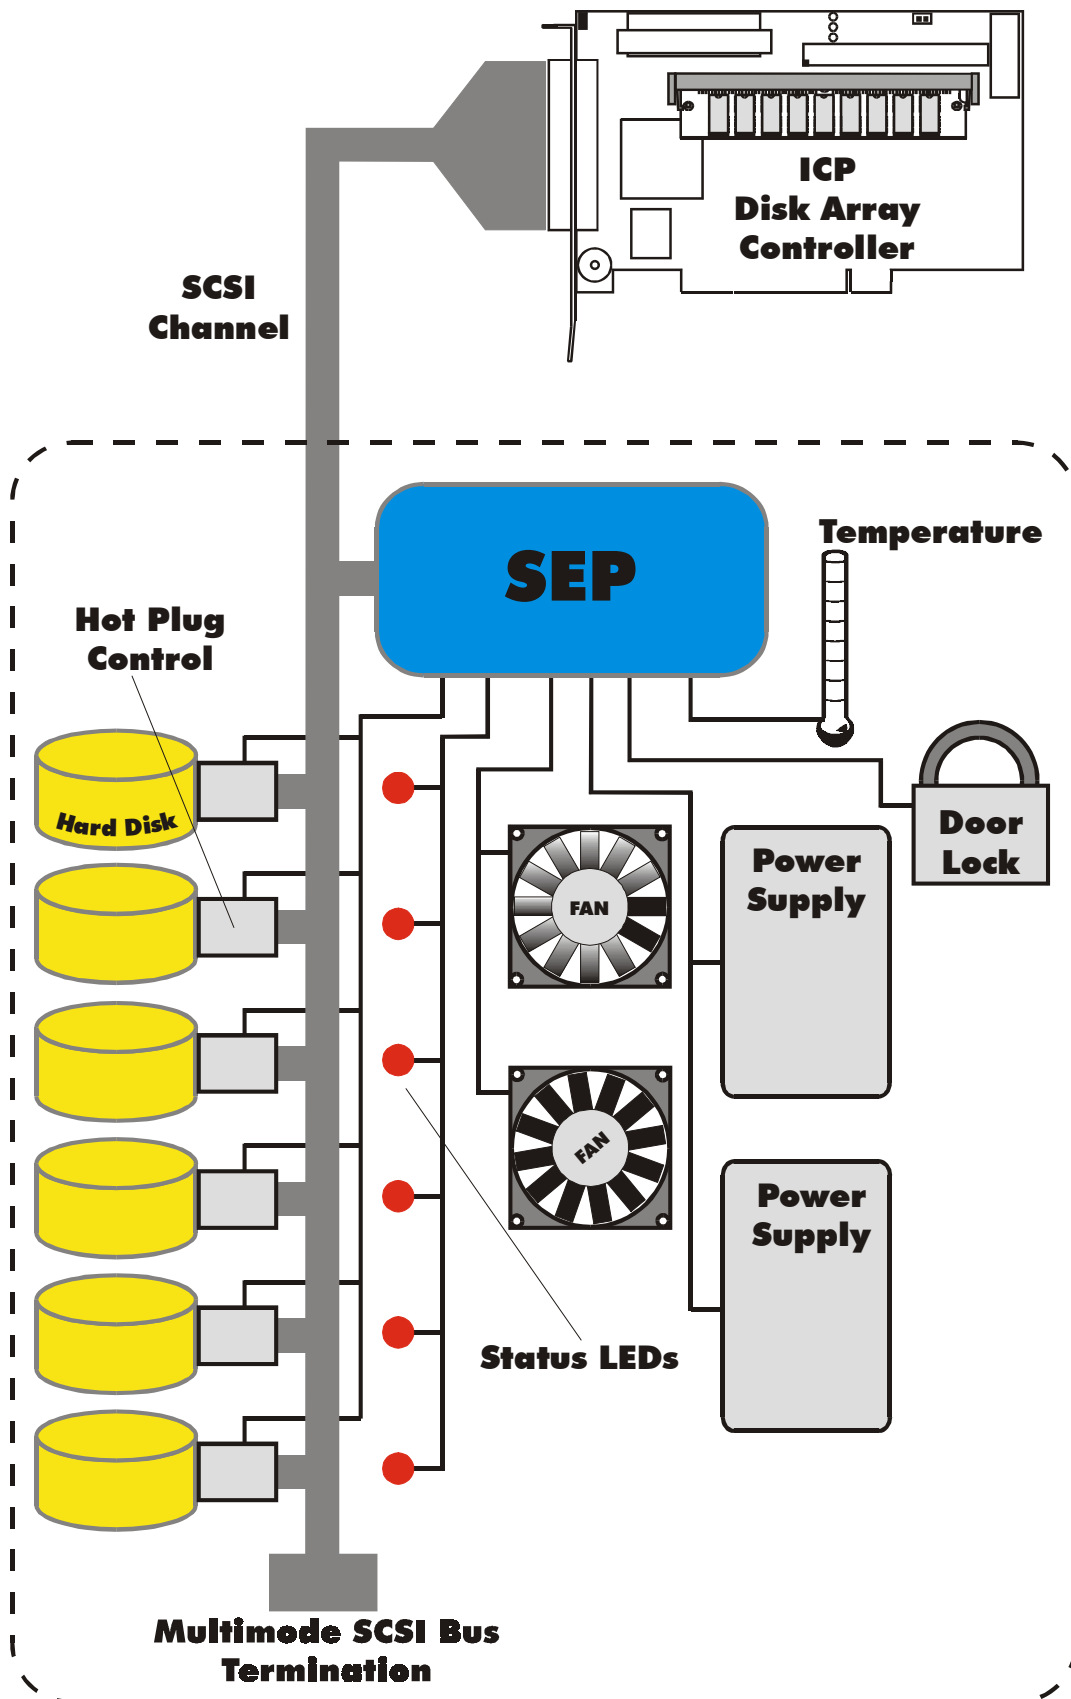 ICP
Disk Array
Controller
SCSI
Channel
SEP
Temperature
Hot Plug
Control
Hard Disk
Door
Lock
Power
Supply
FAN
FAN
Power
Supply
Status LEDs
Multimode SCSI Bus
Termination